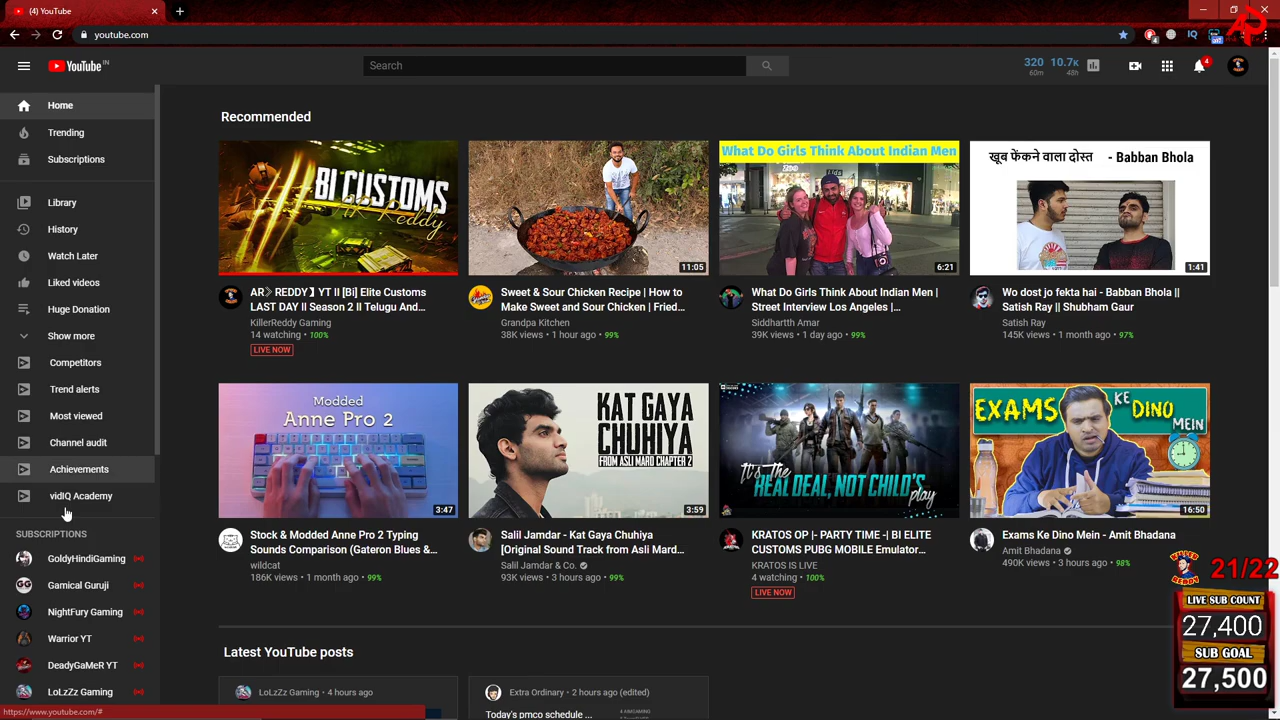 (4) YouTube
youtube.com
YouTube IN
Search
320 10.7K
60m 48h
4
Home
Trending
Subscriptions
Library
History
Watch Later
Liked videos
Huge Donation
Show more
Competitors
Trend alerts
Most viewed
Channel audit
Achievements
vidIQ Academy
SUBSCRIPTIONS
GoldyHindiGaming
Gamical Guruji
NightFury Gaming
Warrior YT
DeadyGaMeR YT
LoLzZz Gaming
https://www.youtube.com/#
Recommended
BI CUSTOMS
AR》REDDY】YT II [Bi] Elite Customs
LAST DAY II Season 2 II Telugu And...
KillerReddy Gaming
14 watching • 100%
LIVE NOW
11:05
Sweet & Sour Chicken Recipe | How to
Make Sweet and Sour Chicken | Fried...
Grandpa Kitchen
38K views • 1 hour ago • 99%
What Do Girls Think About Indian Men
6:21
What Do Girls Think About Indian Men |
Street Interview Los Angeles |...
Siddhartth Amar
39K views • 1 day ago • 99%
खूब फेंकने वाला दोस्त - Babban Bhola
1:41
Wo dost jo fekta hai - Babban Bhola ||
Satish Ray || Shubham Gaur
Satish Ray
145K views • 1 month ago • 97%
Modded
Anne Pro 2
3:47
Stock & Modded Anne Pro 2 Typing
Sounds Comparison (Gateron Blues &...
wildcat
186K views • 1 month ago • 99%
KAT GAYA
CHUHIYA
FROM ASLI MARD CHAPTER 2
3:59
Salil Jamdar - Kat Gaya Chuhiya
[Original Sound Track from Asli Mard...
Salil Jamdar & Co.
93K views • 3 hours ago • 99%
It's The
REAL DEAL, NOT CHILD'S
play
KRATOS OP |- PARTY TIME -| BI ELITE
CUSTOMS PUBG MOBILE Emulator...
KRATOS IS LIVE
4 watching • 100%
LIVE NOW
EXAMS KE DINO MEIN
16:50
Exams Ke Dino Mein - Amit Bhadana
Amit Bhadana
490K views • 3 hours ago • 98%
Latest YouTube posts
LoLzZz Gaming • 4 hours ago
Extra Ordinary • 2 hours ago (edited)
Today's pmco schedule ...
KILLER
REDDY
21/22
LIVE SUB COUNT
27,400
SUB GOAL
27,500